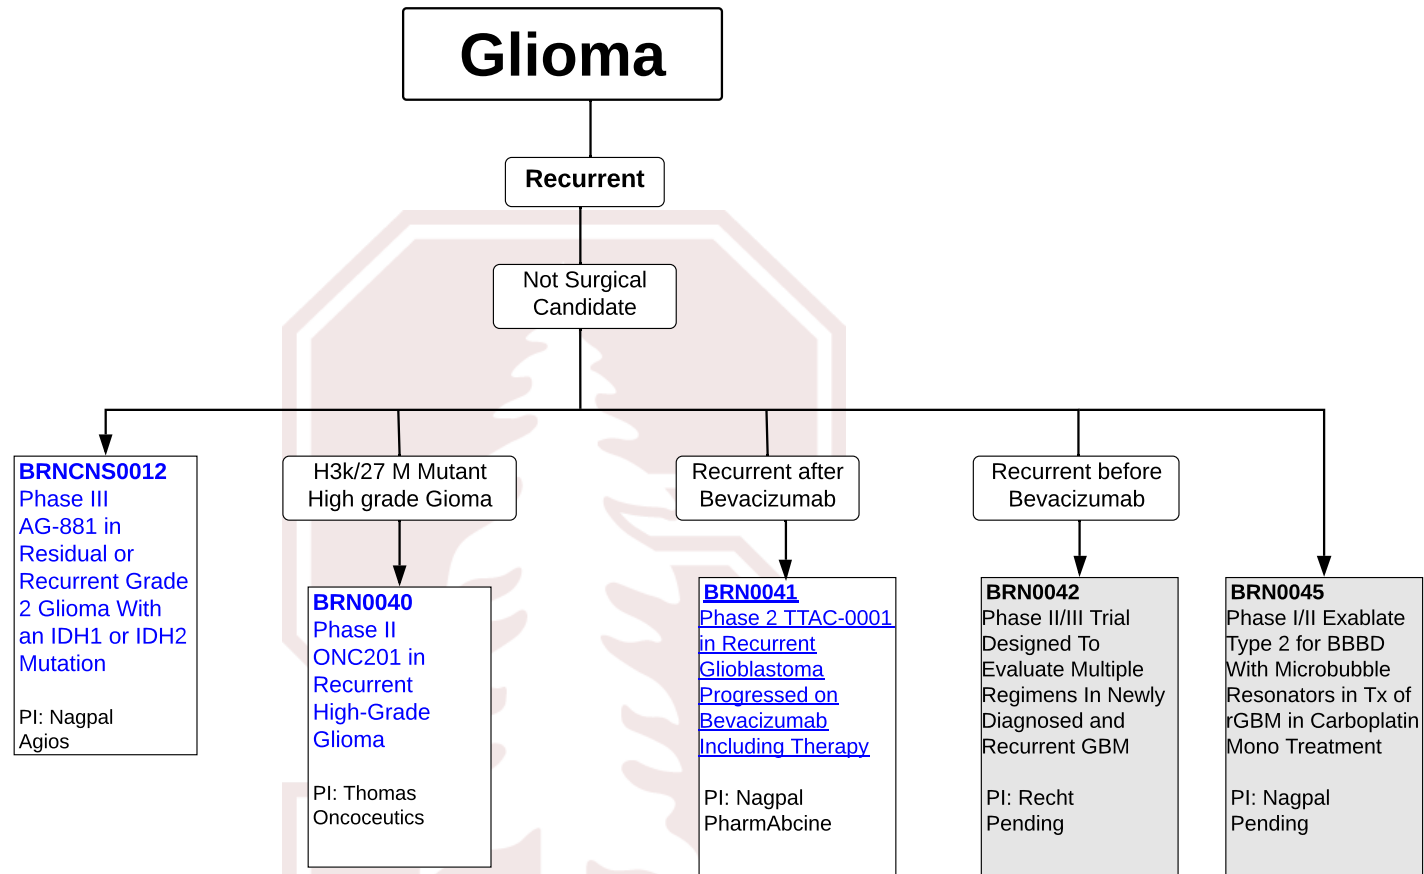 Glioma
Recurrent
Not Surgical
Candidate
BRNCNS0012
Phase III
AG-881 in
Residual or
Recurrent Grade
2 Glioma With
an IDH1 or IDH2
Mutation
PI: Nagpal
Agios
H3k/27 M Mutant
High grade Gioma
BRN0040
Phase II
ONC201 in
Recurrent
High-Grade
Glioma
PI: Thomas
Oncoceutics
Recurrent after
Bevacizumab
BRN0041
Phase 2 TTAC-0001
in Recurrent
Glioblastoma
Progressed on
Bevacizumab
Including Therapy
PI: Nagpal
PharmAbcine
Recurrent before
Bevacizumab
BRN0042
Phase II/III Trial
Designed To
Evaluate Multiple
Regimens In Newly
Diagnosed and
Recurrent GBM
PI: Recht
Pending
BRN0045
Phase I/II Exablate
Type 2 for BBBD
With Microbubble
Resonators in Tx of
rGBM in Carboplatin
Mono Treatment
PI: Nagpal
Pending